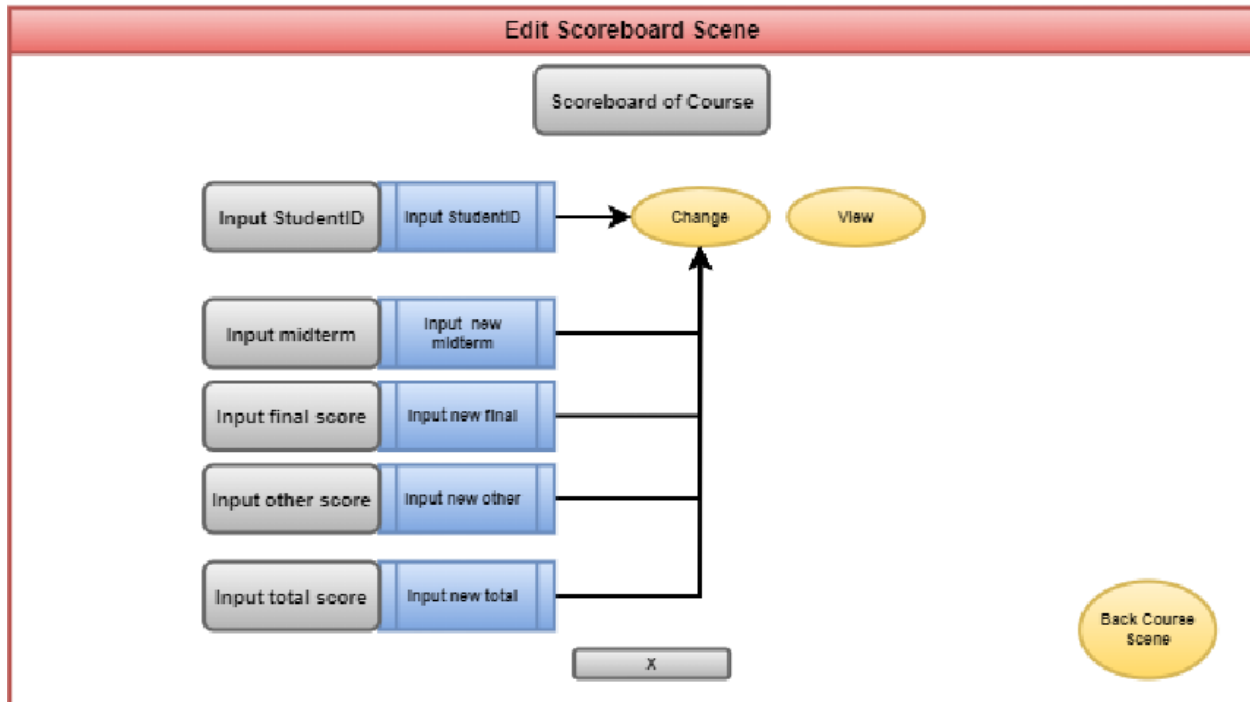 Edit Scoreboard Scene
Scoreboard of Course
Input StudentID
Input StudentID
Change
View
Input midterm
Input new
midterm
Input final score
Input new final
Input other score
Input new other
Input total score
Input new total
Back Course
Scene
X